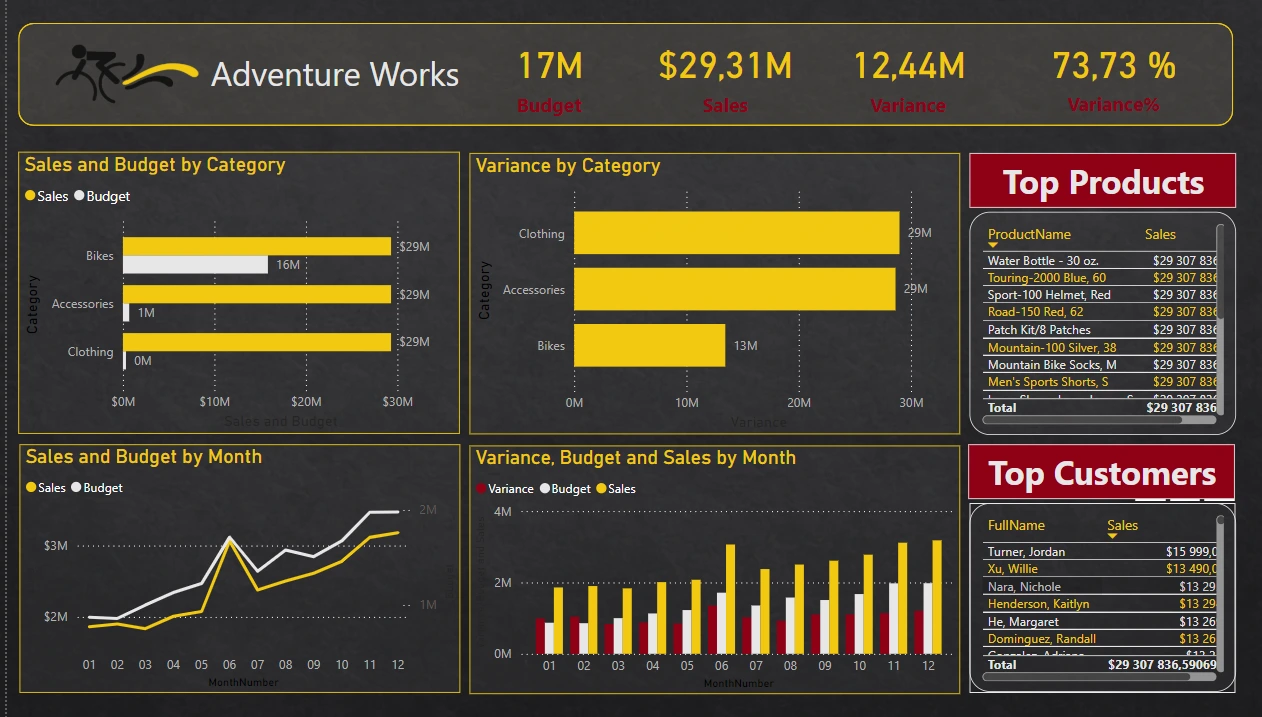 Adventure Works
17M
Budget
$29,31M
Sales
12,44M
Variance
73,73 %
Variance%
Sales and Budget by Category
Sales Budget
Category
Bikes
$29M
16M
Accessories
$29M
1M
Clothing
$29M
0M
$0M $10M $20M $30M
Sales and Budget
Variance by Category
Category
Clothing 29M
Accessories 29M
Bikes 13M
0M 10M 20M 30M
Variance
Top Products
ProductName Sales
Water Bottle - 30 oz. $29 307 836
Touring-2000 Blue, 60 $29 307 836
Sport-100 Helmet, Red $29 307 836
Road-150 Red, 62 $29 307 836
Patch Kit/8 Patches $29 307 836
Mountain-100 Silver, 38 $29 307 836
Mountain Bike Socks, M $29 307 836
Men's Sports Shorts, S $29 307 836
Total $29 307 836
Sales and Budget by Month
Sales Budget
2M
$3M
1M
$2M
01 02 03 04 05 06 07 08 09 10 11 12
MonthNumber
Variance, Budget and Sales by Month
Variance Budget Sales
4M
2M
0M
01 02 03 04 05 06 07 08 09 10 11 12
MonthNumber
Top Customers
FullName Sales
Turner, Jordan $15 999,0
Xu, Willie $13 490,0
Nara, Nichole $13 29
Henderson, Kaitlyn $13 29
He, Margaret $13 26
Dominguez, Randall $13 26
Total $29 307 836,59069